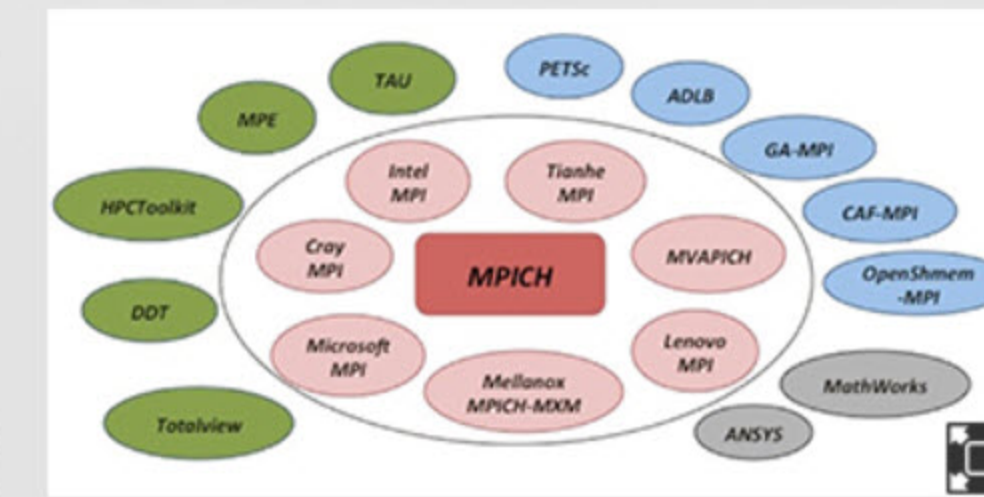 TAU
PETSc
ADLB
MPE
GA-MPI
Intel
MPI
Tianhe
MPI
HPCToolkit
CAF-MPI
Cray
MPI
MPICH
MVAPICH
OpenShmem
-MPI
DDT
Microsoft
MPI
Lenovo
MPI
Mellanox
MPICH-MXM
MathWorks
Totalview
ANSYS